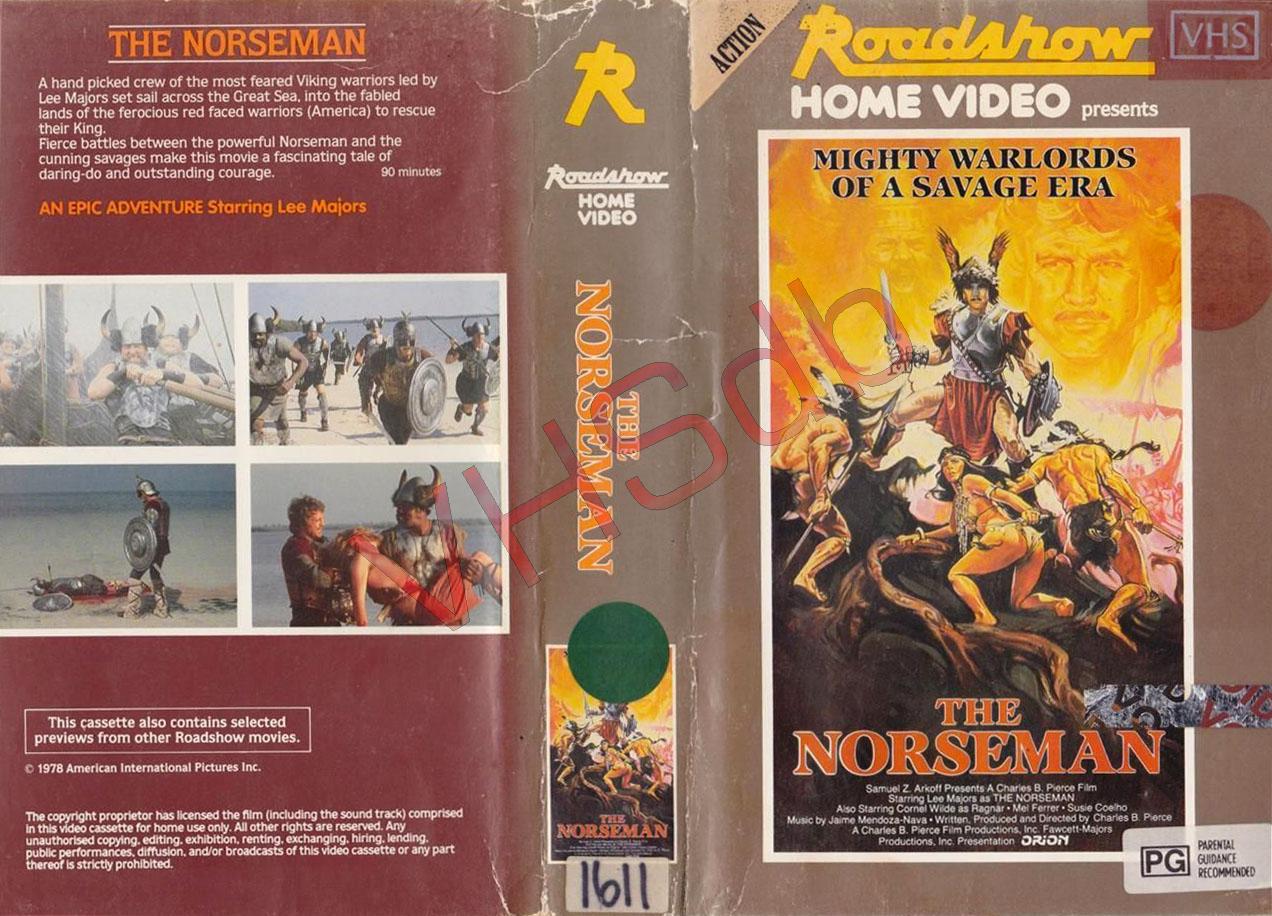 THE NORSEMAN
A hand picked crew of the most feared Viking warriors led by
Lee Majors set sail across the Great Sea, into the fabled
lands of the ferocious red faced warriors (America) to rescue
their King.
Fierce battles between the powerful Norseman and the
cunning savages make this movie a fascinating tale of
daring-do and outstanding courage. 90 minutes
AN EPIC ADVENTURE Starring Lee Majors
This cassette also contains selected
previews from other Roadshow movies.
© 1978 American International Pictures Inc.
The copyright proprietor has licensed the film (including the sound track) comprised
in this video cassette for home use only. All other rights are reserved. Any
unauthorised copying, editing, exhibition, renting, exchanging, hiring, lending,
public performances, diffusion, and/or broadcasts of this video cassette or any part
thereof is strictly prohibited.
R
Roadshow
HOME
VIDEO
THE
NORSEMAN
THE
NORSEMAN
1611
ACTION
Roadshow
VHS
HOME VIDEO presents
MIGHTY WARLORDS
OF A SAVAGE ERA
THE
NORSEMAN
Samuel Z. Arkoff Presents A Charles B. Pierce Film
Starring Lee Majors as THE NORSEMAN
Also Starring Cornel Wilde as Ragnar • Mel Ferrer • Susie Coelho
Music by Jaime Mendoza-Nava • Written, Produced and Directed by Charles B. Pierce
A Charles B. Pierce Film Productions, Inc. Fawcett-Majors
Productions, Inc. Presentation ORION
PG
PARENTAL
GUIDANCE
RECOMMENDED
VHSdb